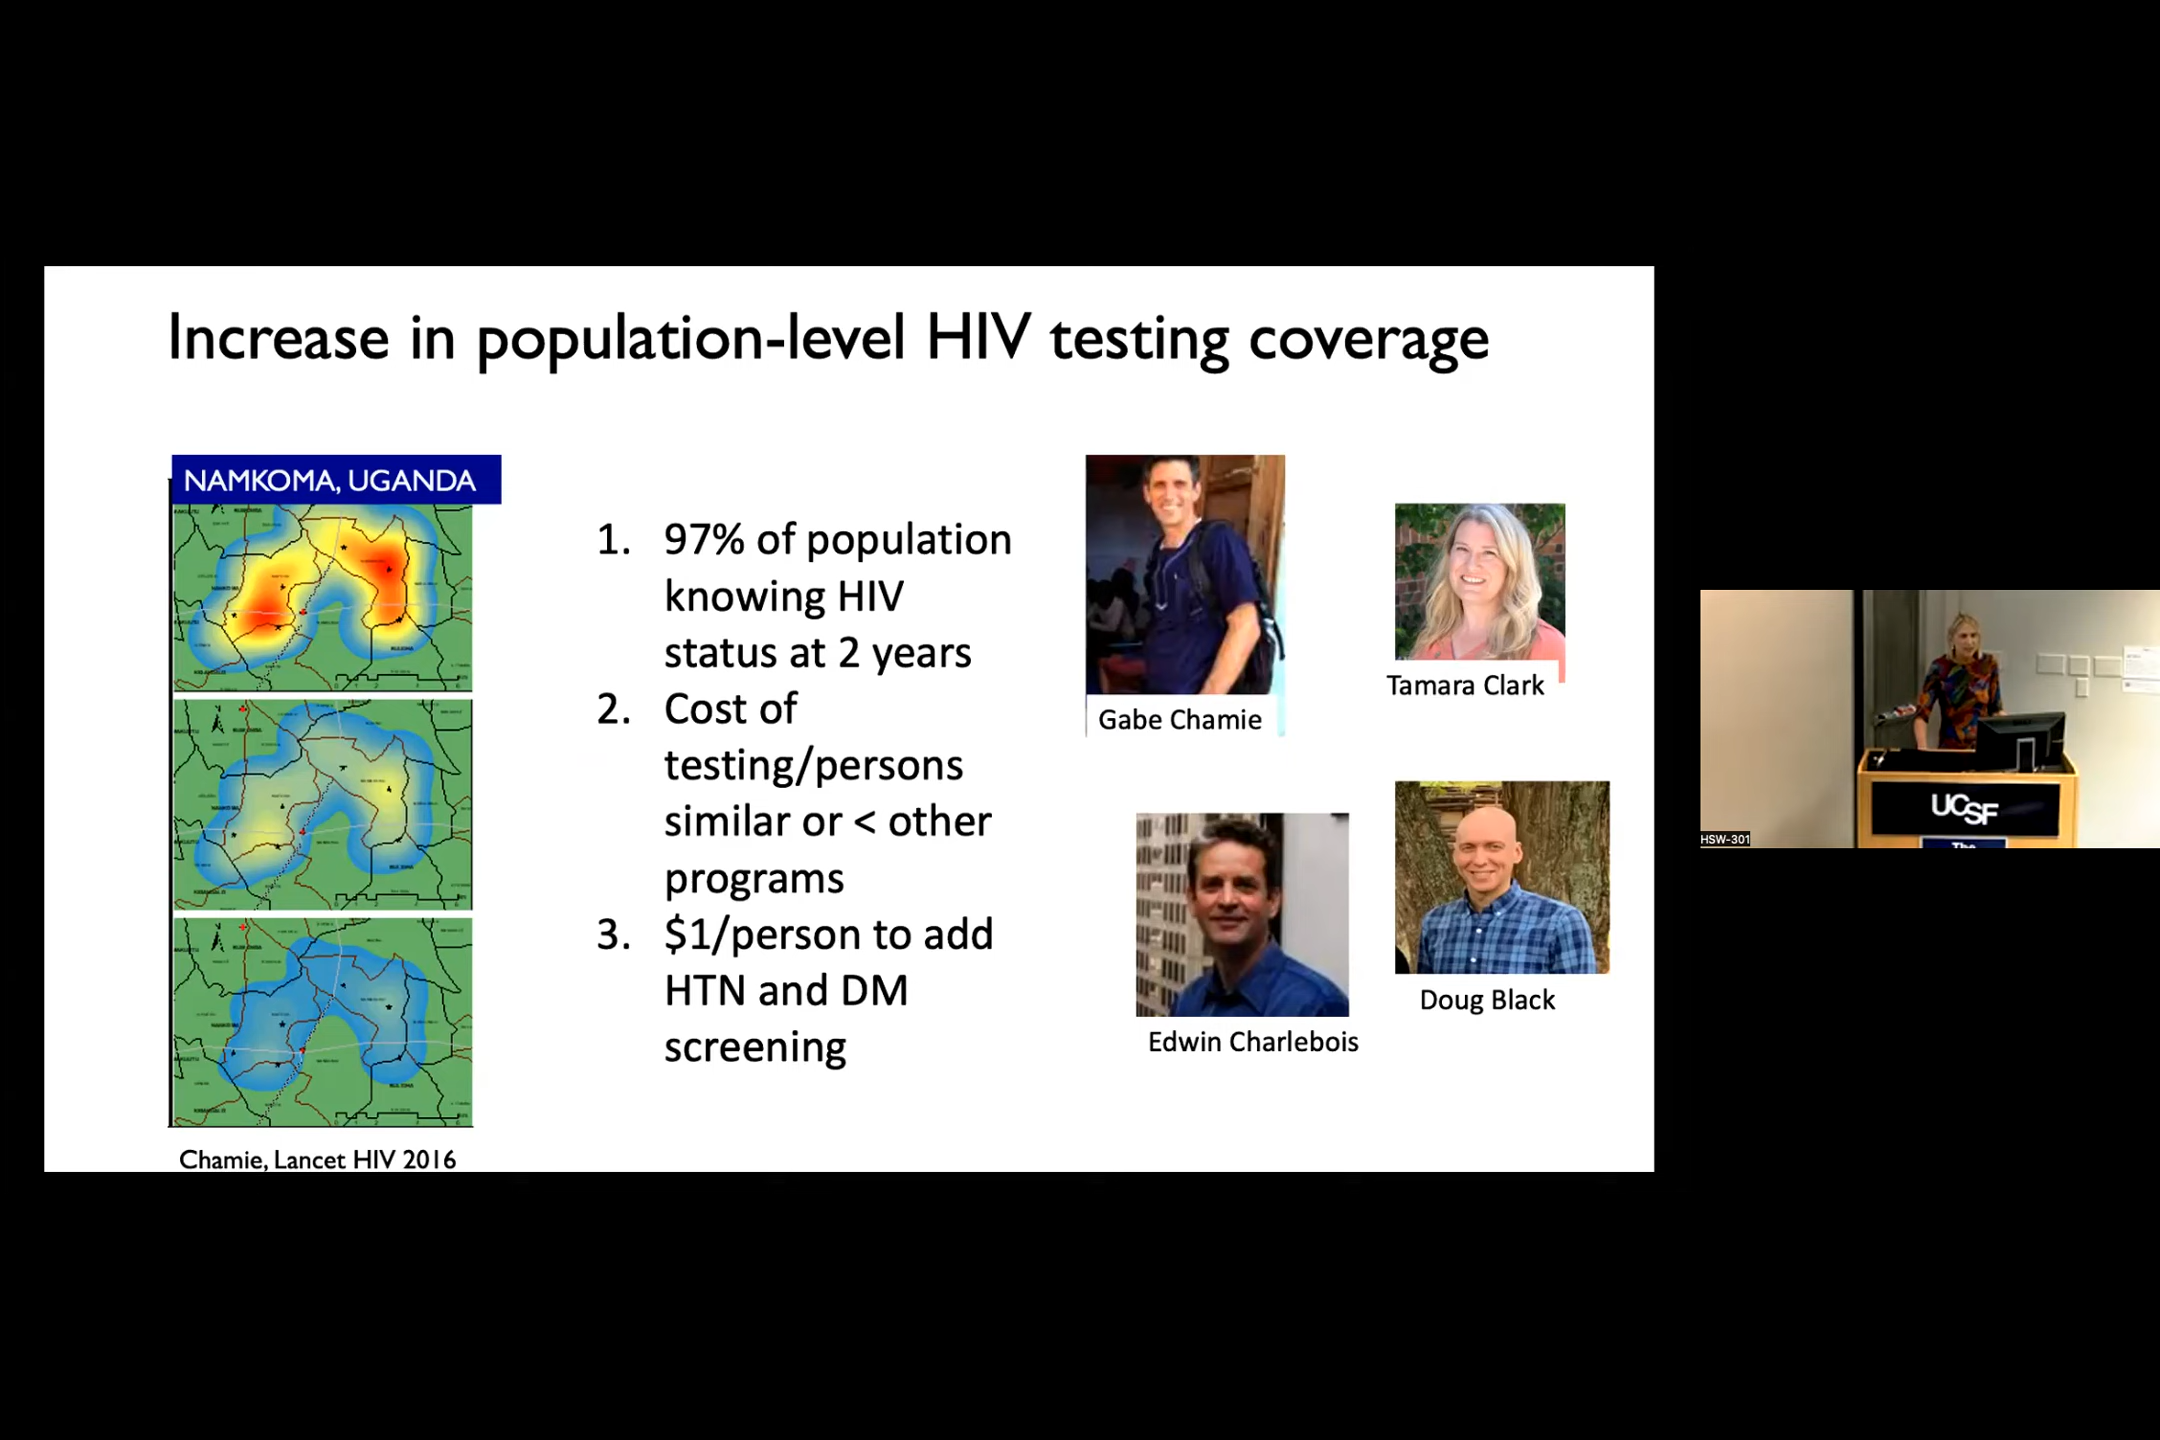 Increase in population-level HIV testing coverage
NAMKOMA, UGANDA
1. 97% of population
knowing HIV
status at 2 years
2. Cost of
testing/persons
similar or < other
programs
3. $1/person to add
HTN and DM
screening
Gabe Chamie
Tamara Clark
Edwin Charlebois
Doug Black
Chamie, Lancet HIV 2016
UCSF
The
HSW-301